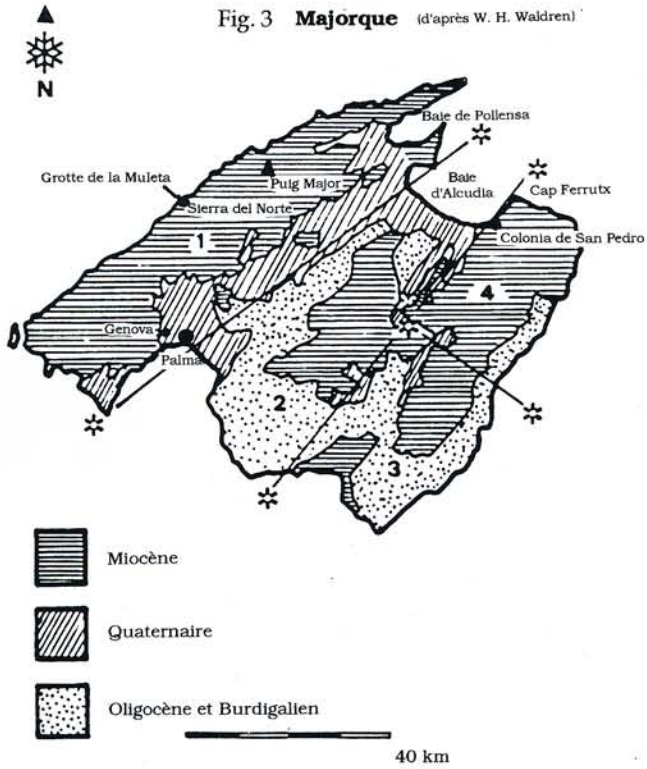 Fig. 3 Majorque (d'après W. H. Waldren)
N
Baie de Pollensa
Grotte de la Muleta
Puig Major
Baie
d'Alcudia
Cap Ferrutx
Sierra del Norte
Colonia de San Pedro
1
4
Genova
Palma
2
3
Miocène
Quaternaire
Oligocène et Burdigalien
40 km